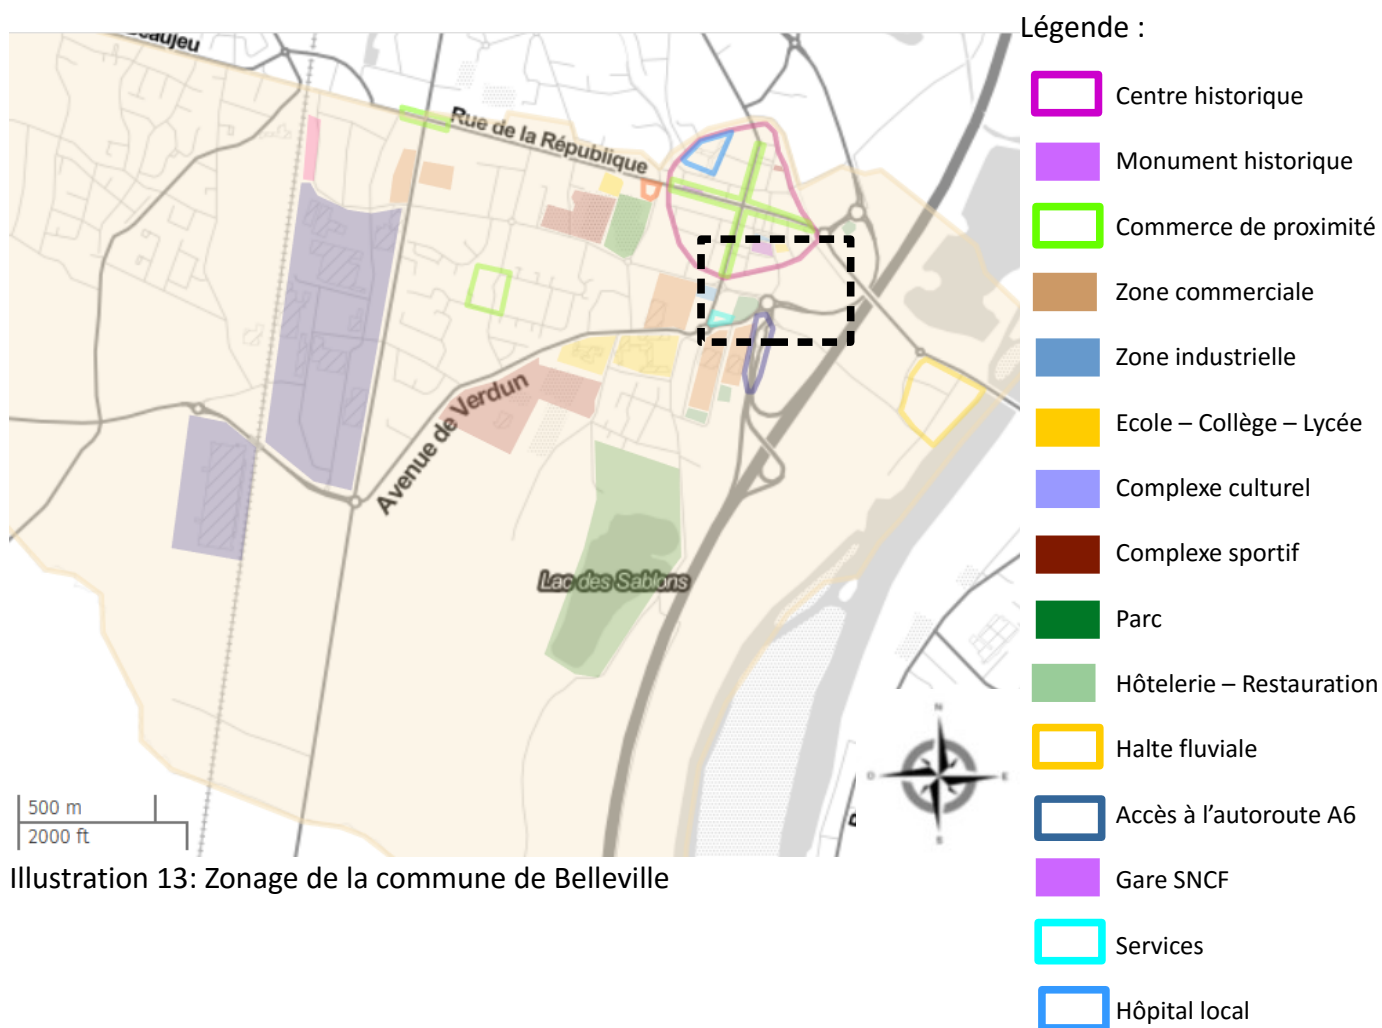 Légende :
eaujeu
Rue de la République
Avenue de Verdun
Lac des Sablons
500 m
2000 ft
N
O
E
S
Centre historique
Monument historique
Commerce de proximité
Zone commerciale
Zone industrielle
Ecole – Collège – Lycée
Complexe culturel
Complexe sportif
Parc
Hôtelerie – Restauration
Halte fluviale
Accès à l’autoroute A6
Gare SNCF
Services
Hôpital local
Illustration 13: Zonage de la commune de Belleville